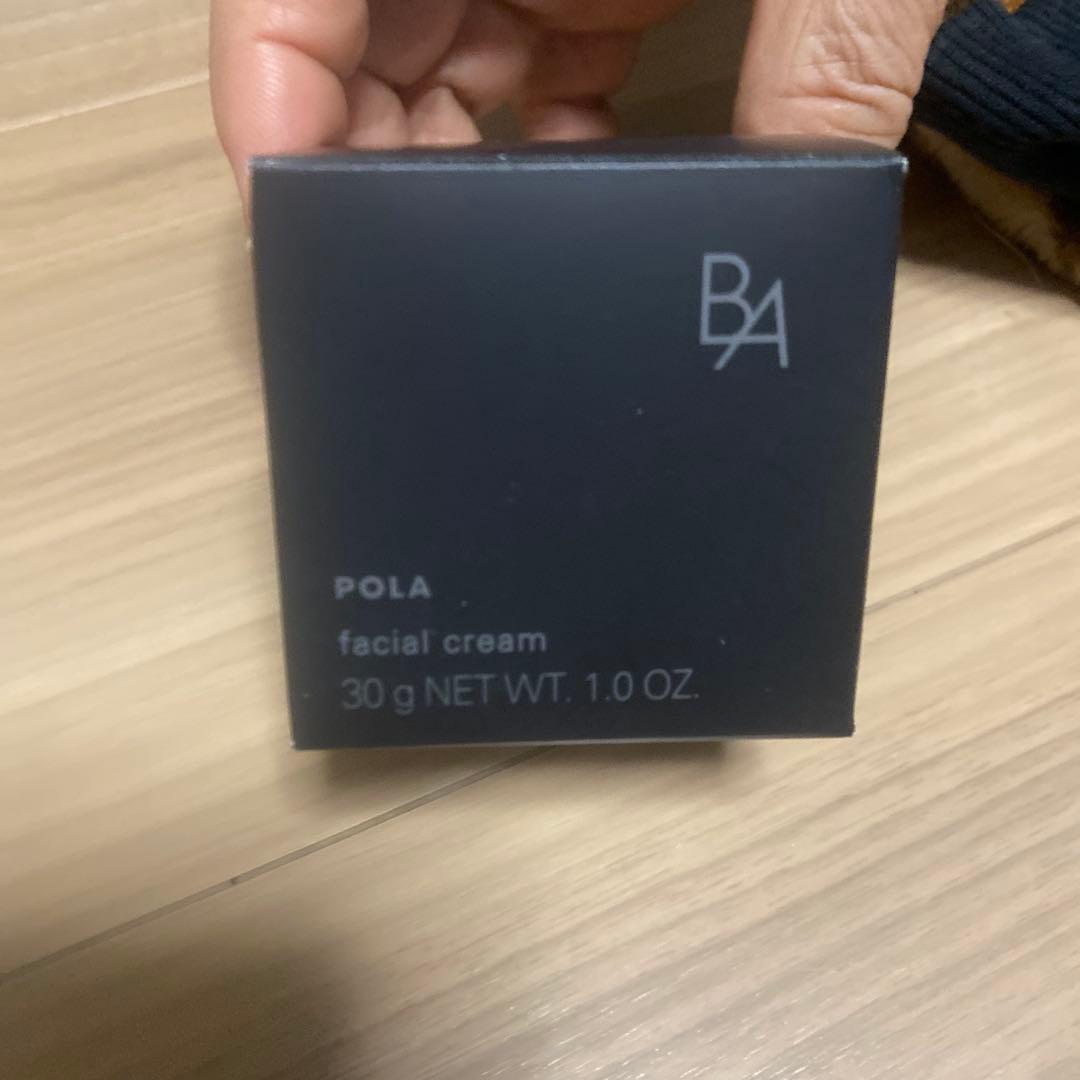 BA
POLA
facial cream
30 g NET WT. 1.0 OZ.